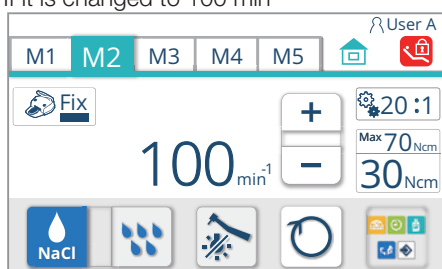 If it is changed to 100 min
User A
M1 M2 M3 M4 M5
Fix
20:1
100 min⁻¹
+
−
Max 70 Ncm
30 Ncm
NaCl